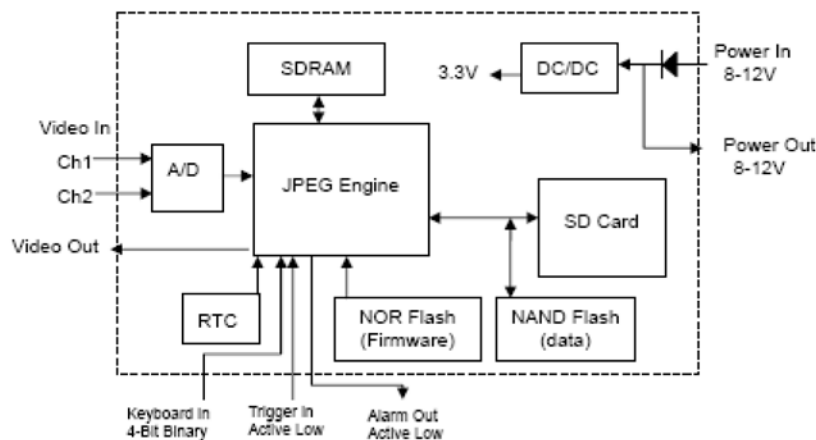 SDRAM
3.3V
DC/DC
Power In
8-12V
Video In
Ch1
Ch2
A/D
JPEG Engine
Power Out
8-12V
SD Card
Video Out
RTC
NOR Flash
(Firmware)
NAND Flash
(data)
Keyboard In
4-Bit Binary
Trigger In
Active Low
Alarm Out
Active Low